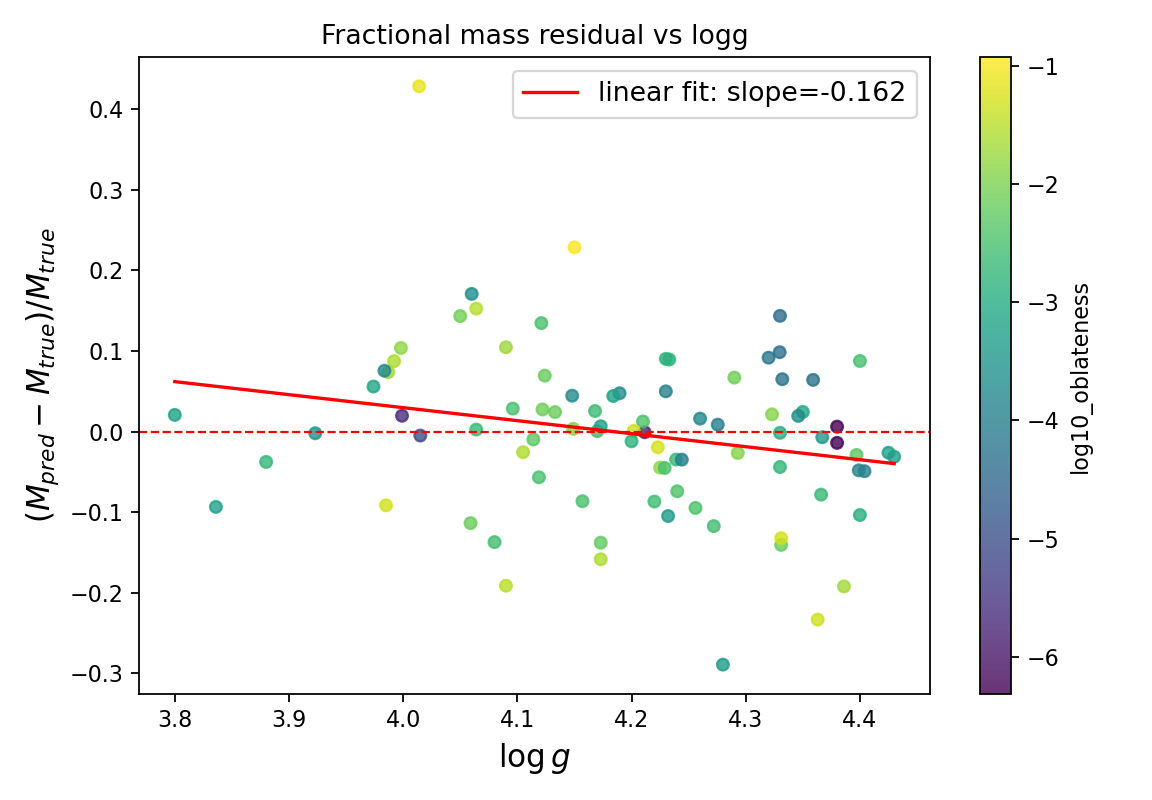 Fractional mass residual vs logg
linear fit: slope=-0.162
0.4
0.3
0.2
0.1
0.0
−0.1
−0.2
−0.3
(M_pred − M_true)/M_true
3.8 3.9 4.0 4.1 4.2 4.3 4.4
log g
−1
−2
−3
−4
−5
−6
log10_oblateness